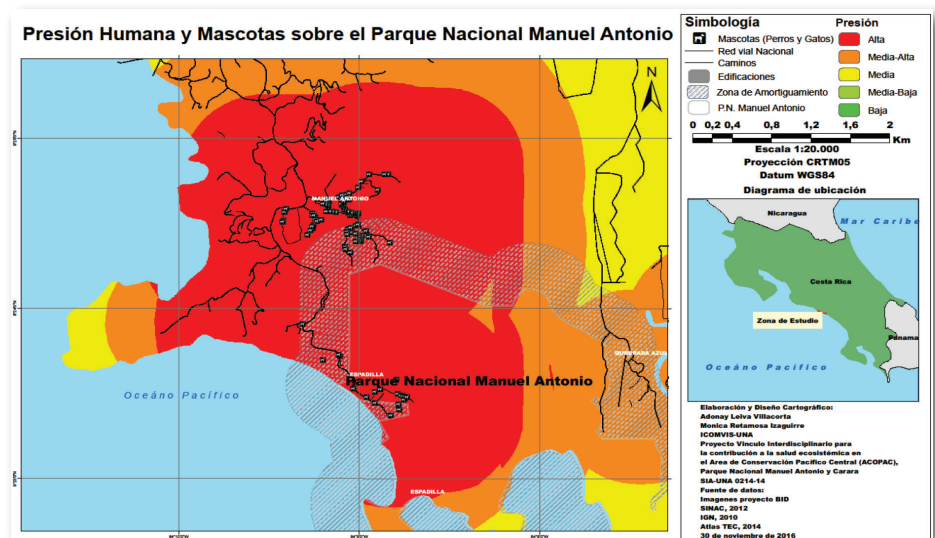 Presión Humana y Mascotas sobre el Parque Nacional Manuel Antonio
N
MANUEL ANTONIO
QUEBRADA AZUL
ESPADILLA
Parque Nacional Manuel Antonio
Oceáno Pacífico
ESPADILLA
Simbología
Mascotas (Perros y Gatos)
Red vial Nacional
Caminos
Edificaciones
Zona de Amortiguamiento
P.N. Manuel Antonio
Presión
Alta
Media-Alta
Media
Media-Baja
Baja
0 0,2 0,4 0,8 1,2 1,6 2
Km
Escala 1:20.000
Proyección CRTM05
Datum WGS84
Diagrama de ubicación
Nicaragua
Mar Caribe
Costa Rica
Zona de Estudio
Panama
Oceáno Pacífico
Elaboración y Diseño Cartográfico:
Adonay Leiva Villacorta
Monica Retamosa Izaguirre
ICOMVIS-UNA
Proyecto Vinculo Interdisciplinario para
la contribución a la salud ecosistémica en
el Area de Conservación Pacífico Central (ACOPAC),
Parque Nacional Manuel Antonio y Carara
SIA-UNA 0214-14
Fuente de datos:
Imagenes proyecto BID
SINAC, 2012
IGN, 2010
Atlas TEC, 2014
30 de noviembre de 2016